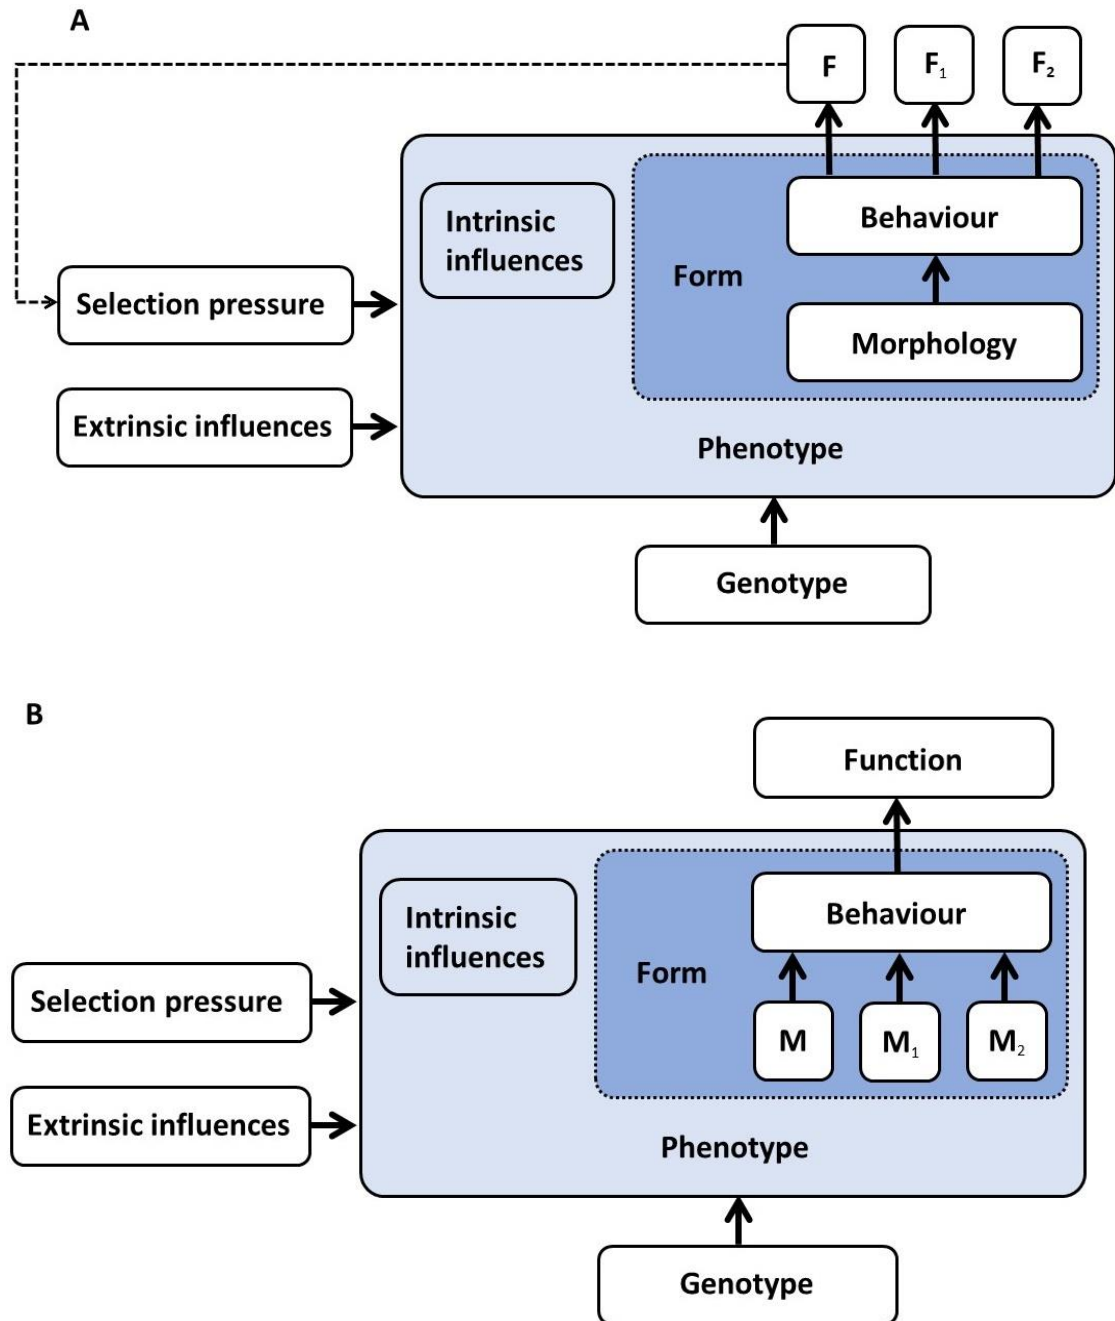 A
F
F₁
F₂
Intrinsic
influences
Behaviour
Form
Selection pressure
Morphology
Extrinsic influences
Phenotype
Genotype
B
Function
Intrinsic
influences
Behaviour
Form
Selection pressure
M
M₁
M₂
Extrinsic influences
Phenotype
Genotype